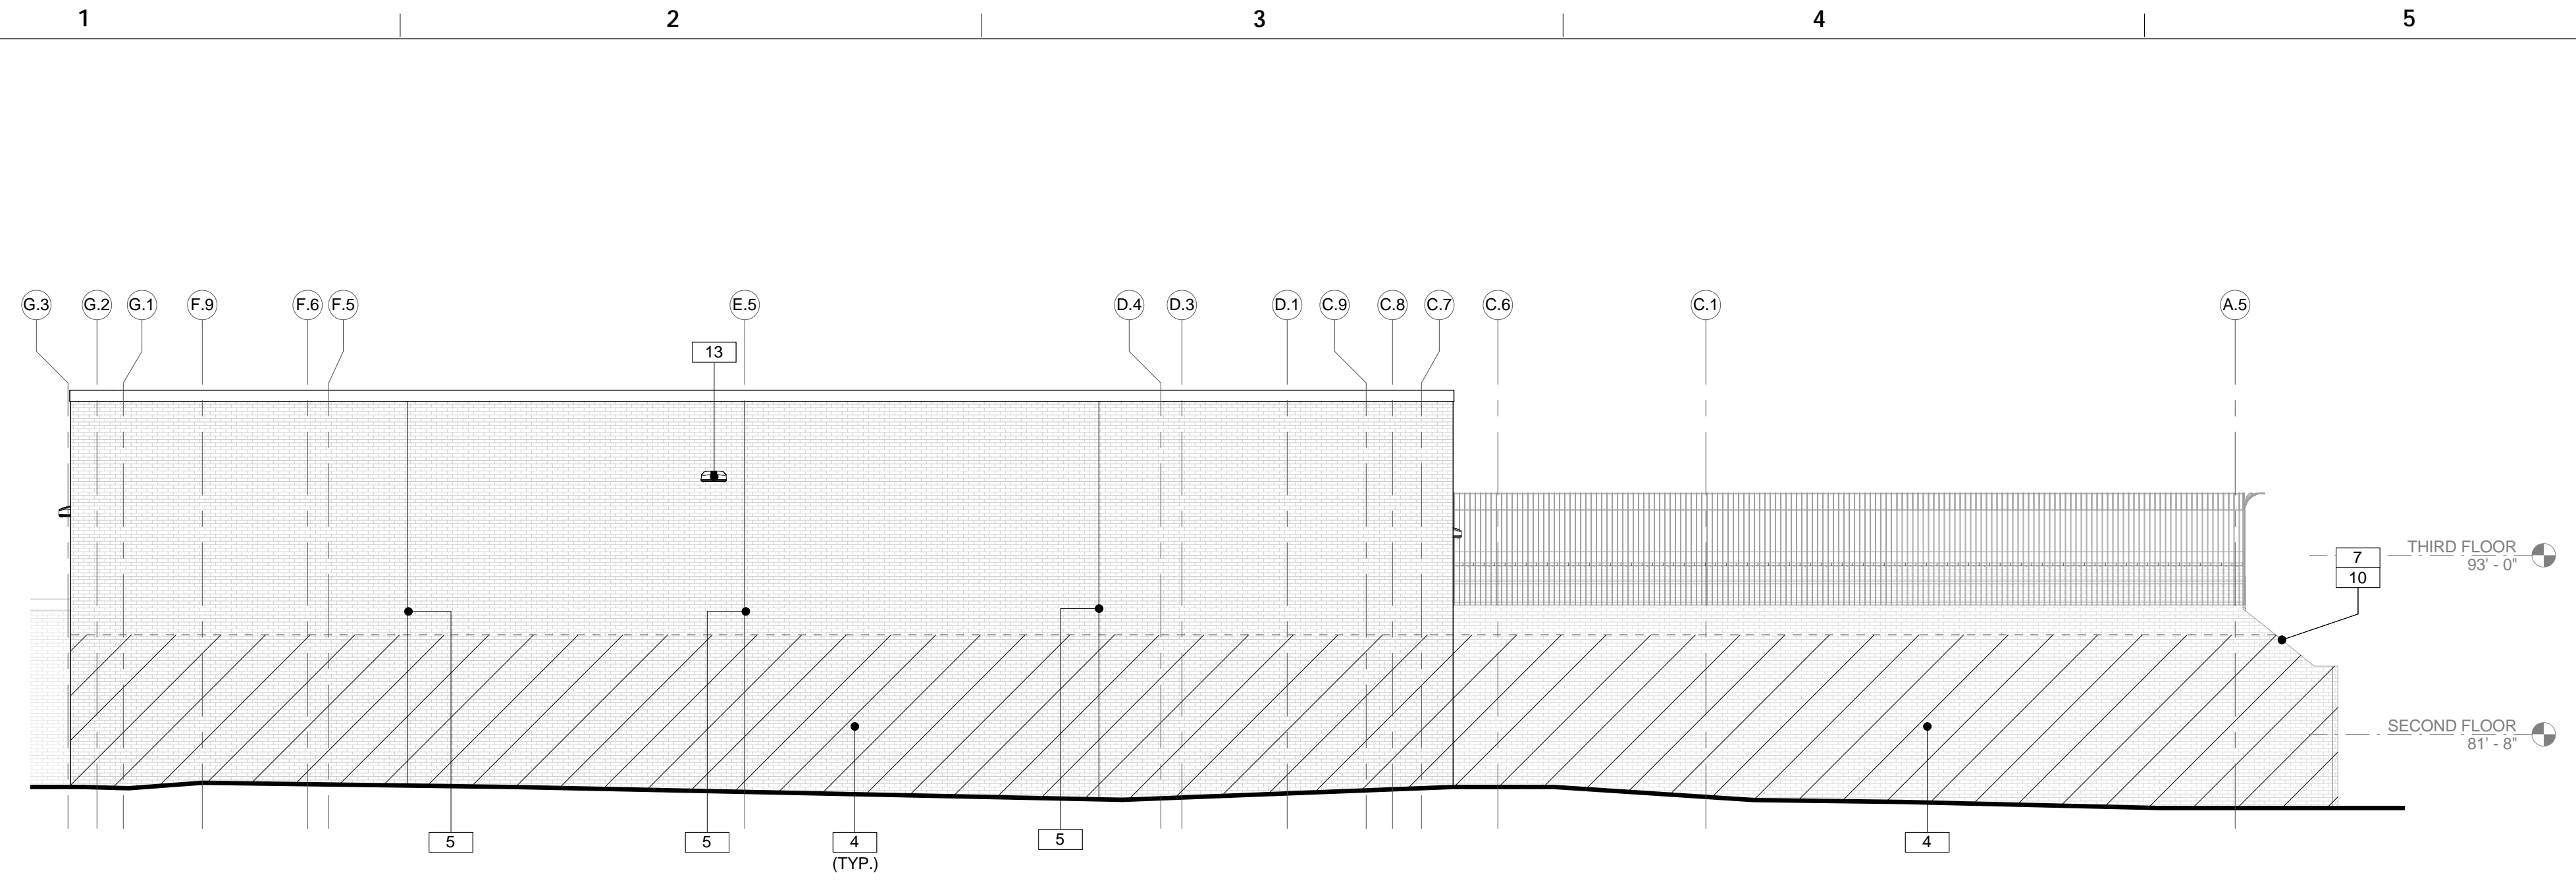 1 2 3 4 5
G.3 G.2 G.1 F.9 F.6 F.5 E.5 D.4 D.3 D.1 C.9 C.8 C.7 C.6 C.1 A.5
13
THIRD FLOOR
93' - 0"
7
10
SECOND FLOOR
81' - 8"
5 5 4 5 4
(TYP.)